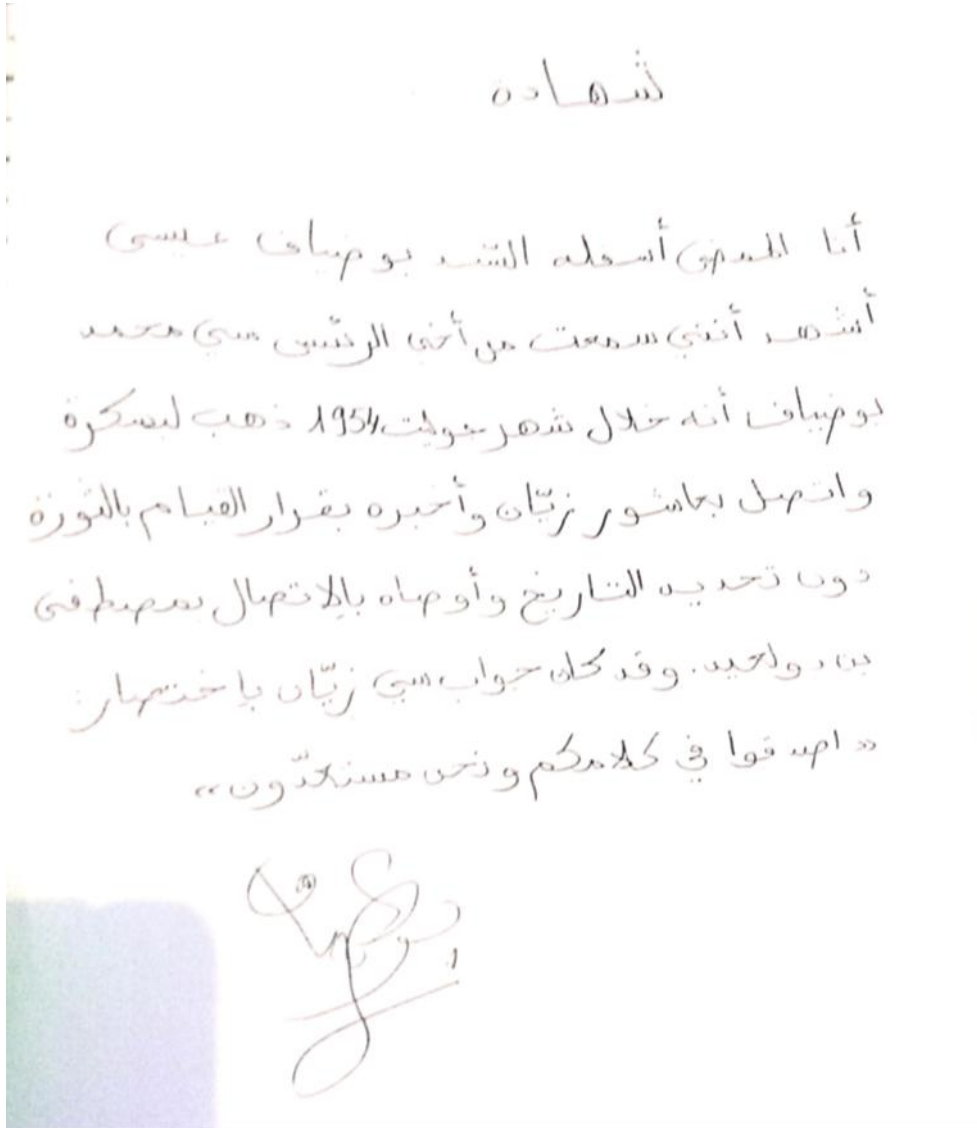 شهادة
أنا الممضي أسفله السيد بوضياف عيسى
أشهد أنني سمعت من أخي الرئيس سي محمد
بوضياف أنه خلال شهر جويلت 1954 ذهب لبسكرة
واتصل بعاشور زيّان وأخبره بقرار القيام بالثورة
دون تحديد التاريخ وأوصاه بالاتصال بمصطفى
بن بولعيد. وقد كان جواب سي زيّان باختصار:
«اصدقوا في كلامكم ونحن مستعدّون»